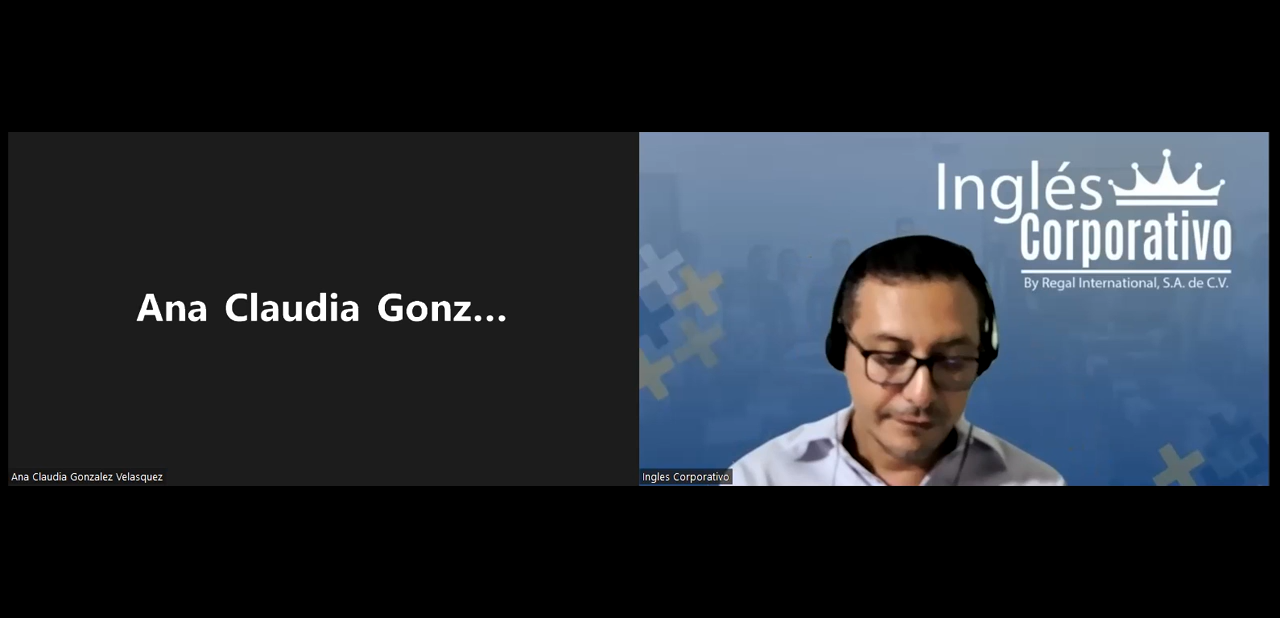 Ana Claudia Gonz...
Ana Claudia Gonzalez Velasquez
Inglés
Corporativo
By Regal International, S.A. de C.V.
Ingles Corporativo